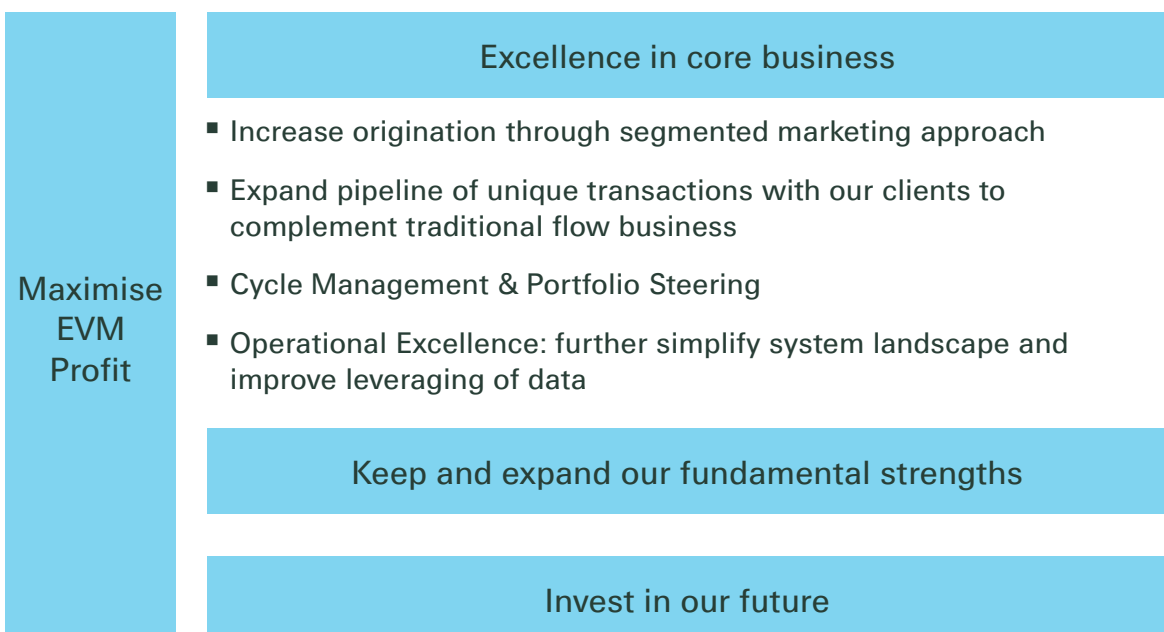 Maximise
EVM
Profit
Excellence in core business
▪ Increase origination through segmented marketing approach
▪ Expand pipeline of unique transactions with our clients to
complement traditional flow business
▪ Cycle Management & Portfolio Steering
▪ Operational Excellence: further simplify system landscape and
improve leveraging of data
Keep and expand our fundamental strengths
Invest in our future